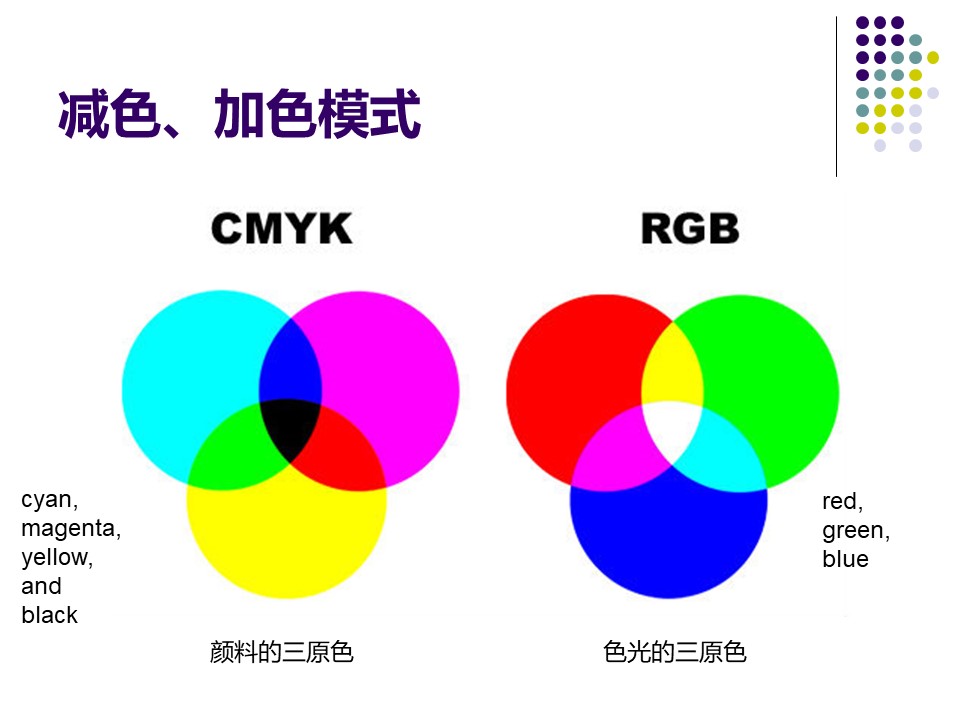 减色、加色模式
CMYK
RGB
cyan,
magenta,
yellow,
and
black
red,
green,
blue
颜料的三原色
色光的三原色